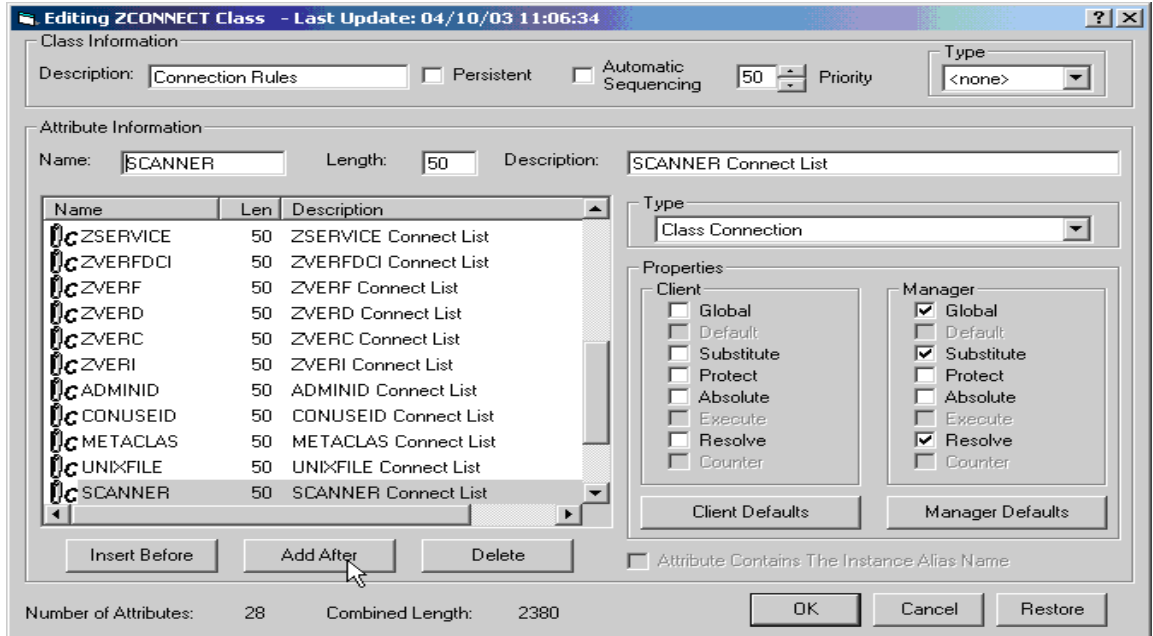 Editing ZCONNECT Class - Last Update: 04/10/03 11:06:34
Class Information
Description: Connection Rules Persistent Automatic Sequencing 50 Priority
Type
<none>
Attribute Information
Name: SCANNER Length: 50 Description: SCANNER Connect List
Name Len Description
ZSERVICE 50 ZSERVICE Connect List
ZVERFDCI 50 ZVERFDCI Connect List
ZVERF 50 ZVERF Connect List
ZVERD 50 ZVERD Connect List
ZVERC 50 ZVERC Connect List
ZVERI 50 ZVERI Connect List
ADMINID 50 ADMINID Connect List
CONUSEID 50 CONUSEID Connect List
METACLAS 50 METACLAS Connect List
UNIXFILE 50 UNIXFILE Connect List
SCANNER 50 SCANNER Connect List
Insert Before Add After Delete
Type
Class Connection
Properties
Client
Global
Default
Substitute
Protect
Absolute
Execute
Resolve
Counter
Client Defaults
Manager
Global
Default
Substitute
Protect
Absolute
Execute
Resolve
Counter
Manager Defaults
Attribute Contains The Instance Alias Name
Number of Attributes: 28 Combined Length: 2380
OK Cancel Restore